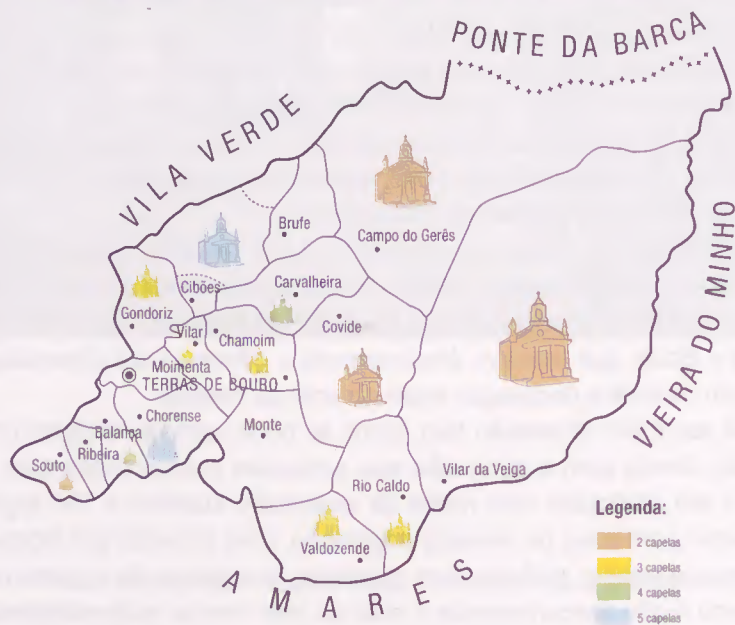 PONTE DA BARCA
VILA VERDE
VIEIRA DO MINHO
Brufe
Campo do Gerês
Cibões
Carvalheira
Gondoriz
Covide
Vilar
Chamoim
Moimenta
TERRAS DE BOURO
Chorense
Balança
Monte
Ribeira
Souto
Vilar da Veiga
Rio Caldo
Valdozende
AMARES
Legenda:
2 capelas
3 capelas
4 capelas
5 capelas